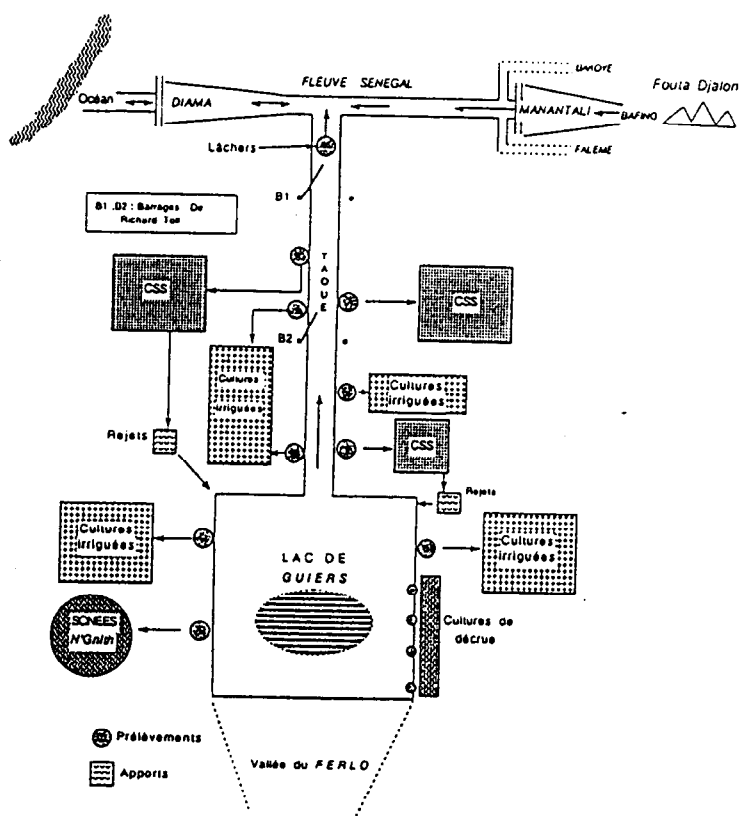 FLEUVE SENEGAL
BAKOYE
Fouta Djalon
Océan
DIAMA
MANANTALI
BAFING
FALEME
Lâchers
B1
B1 ,B2 : Barrages De
Richard Toll
TAOUE
CSS
CSS
B2
Cultures
irriguées
Cultures
irriguées
Rejets
CSS
Rejets
Cultures
irriguées
LAC DE
GUIERS
Cultures
irriguées
SONEES
N'Gnith
Cultures de
décrue
Prélèvements
Apports
Vallée du FERLO